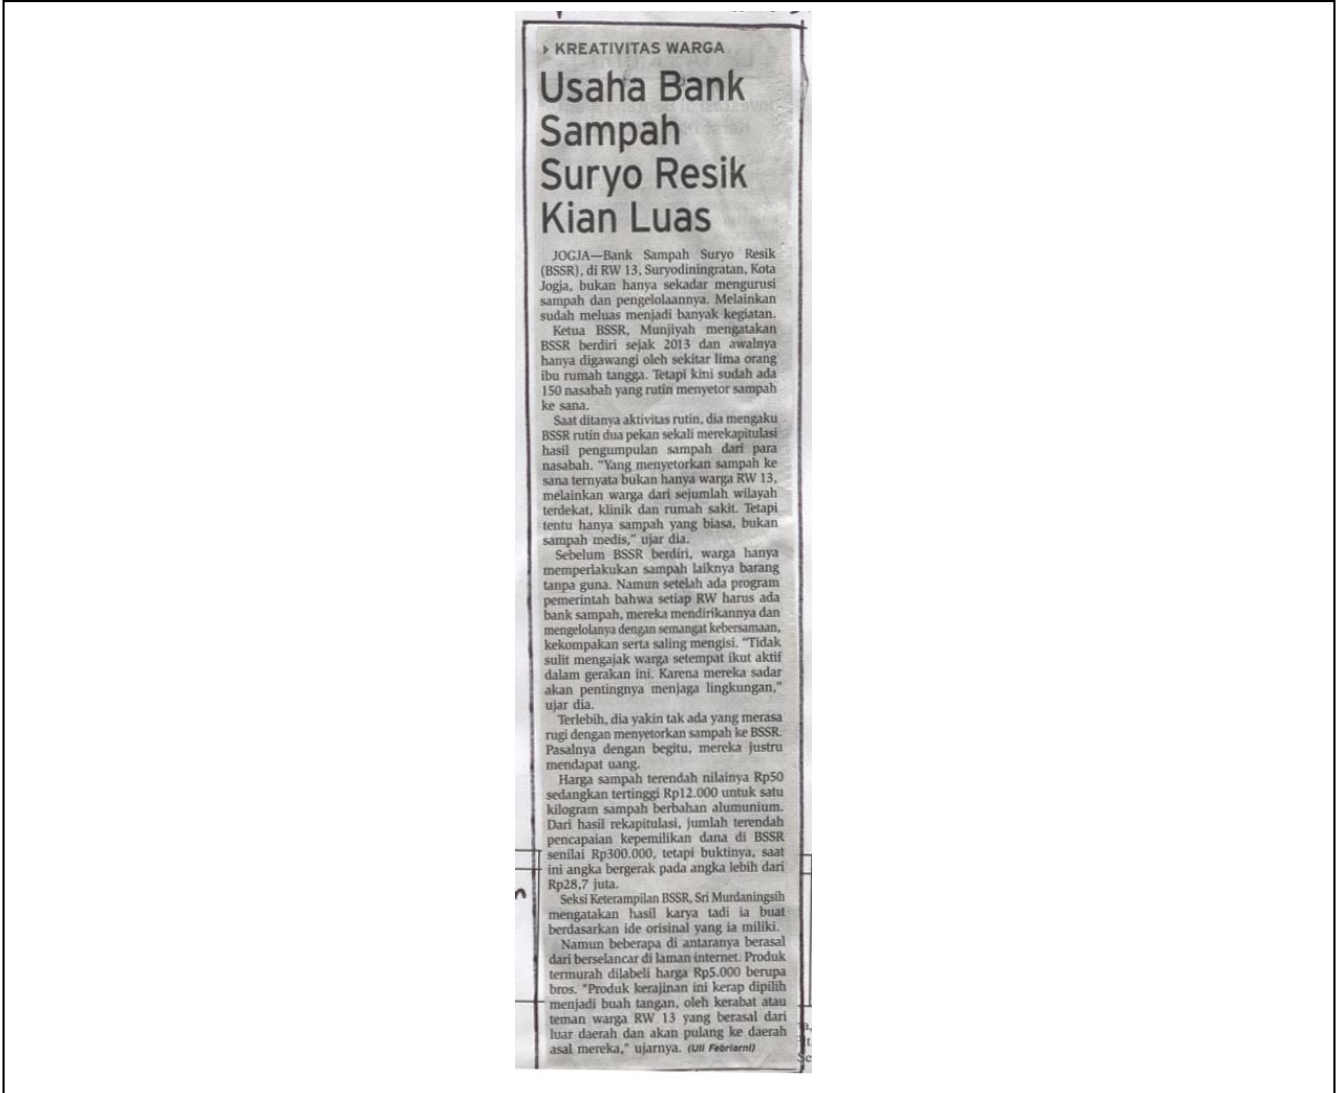 KREATIVITAS WARGA
Usaha Bank
Sampah
Suryo Resik
Kian Luas
JOGJA—Bank Sampah Suryo Resik
(BSSR), di RW 13, Suryodiningratan, Kota
Jogja, bukan hanya sekadar mengurusi
sampah dan pengelolaannya. Melainkan
sudah meluas menjadi banyak kegiatan.
Ketua BSSR, Munjiyah mengatakan
BSSR berdiri sejak 2013 dan awalnya
hanya digawangi oleh sekitar lima orang
ibu rumah tangga. Tetapi kini sudah ada
150 nasabah yang rutin menyetor sampah
ke sana.
Saat ditanya aktivitas rutin, dia mengaku
BSSR rutin dua pekan sekali merekapitulasi
hasil pengumpulan sampah dari para
nasabah. "Yang menyetorkan sampah ke
sana ternyata bukan hanya warga RW 13,
melainkan warga dari sejumlah wilayah
terdekat, klinik dan rumah sakit. Tetapi
tentu hanya sampah yang biasa, bukan
sampah medis," ujar dia.
Sebelum BSSR berdiri, warga hanya
memperlakukan sampah laiknya barang
tanpa guna. Namun setelah ada program
pemerintah bahwa setiap RW harus ada
bank sampah, mereka mendirikannya dan
mengelolanya dengan semangat kebersamaan,
kekompakan serta saling mengisi. "Tidak
sulit mengajak warga setempat ikut aktif
dalam gerakan ini. Karena mereka sadar
akan pentingnya menjaga lingkungan,"
ujar dia.
Terlebih, dia yakin tak ada yang merasa
rugi dengan menyetorkan sampah ke BSSR.
Pasalnya dengan begitu, mereka justru
mendapat uang.
Harga sampah terendah nilainya Rp50
sedangkan tertinggi Rp12.000 untuk satu
kilogram sampah berbahan alumunium.
Dari hasil rekapitulasi, jumlah terendah
pencapaian kepemilikan dana di BSSR
senilai Rp300.000, tetapi buktinya, saat
ini angka bergerak pada angka lebih dari
Rp28,7 juta.
Seksi Keterampilan BSSR, Sri Murdaningsih
mengatakan hasil karya tadi ia buat
berdasarkan ide orisinal yang ia miliki.
Namun beberapa di antaranya berasal
dari berselancar di laman internet. Produk
termurah dilabeli harga Rp5.000 berupa
bros. "Produk kerajinan ini kerap dipilih
menjadi buah tangan, oleh kerabat atau
teman warga RW 13 yang berasal dari
luar daerah dan akan pulang ke daerah
asal mereka," ujarnya. (Uli Febriarni)